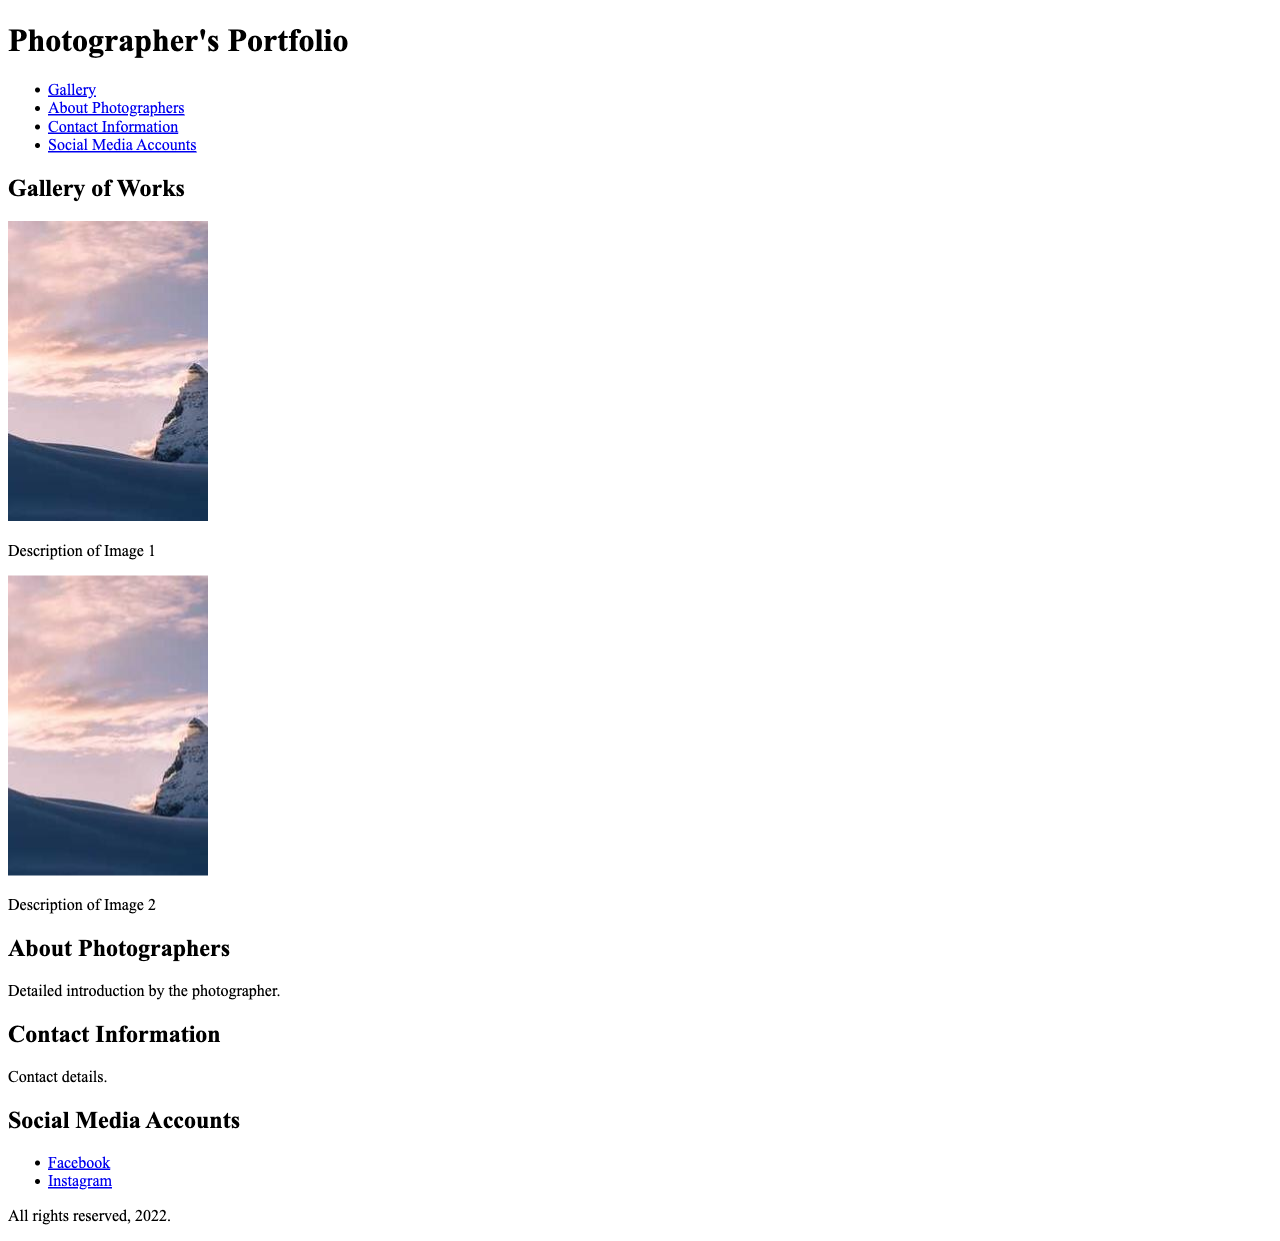 Photographer's Portfolio
Gallery
About Photographers
Contact Information
Social Media Accounts
Gallery of Works
Description of Image 1
Description of Image 2
About Photographers
Detailed introduction by the photographer.
Contact Information
Contact details.
Social Media Accounts
Facebook
Instagram
All rights reserved, 2022.